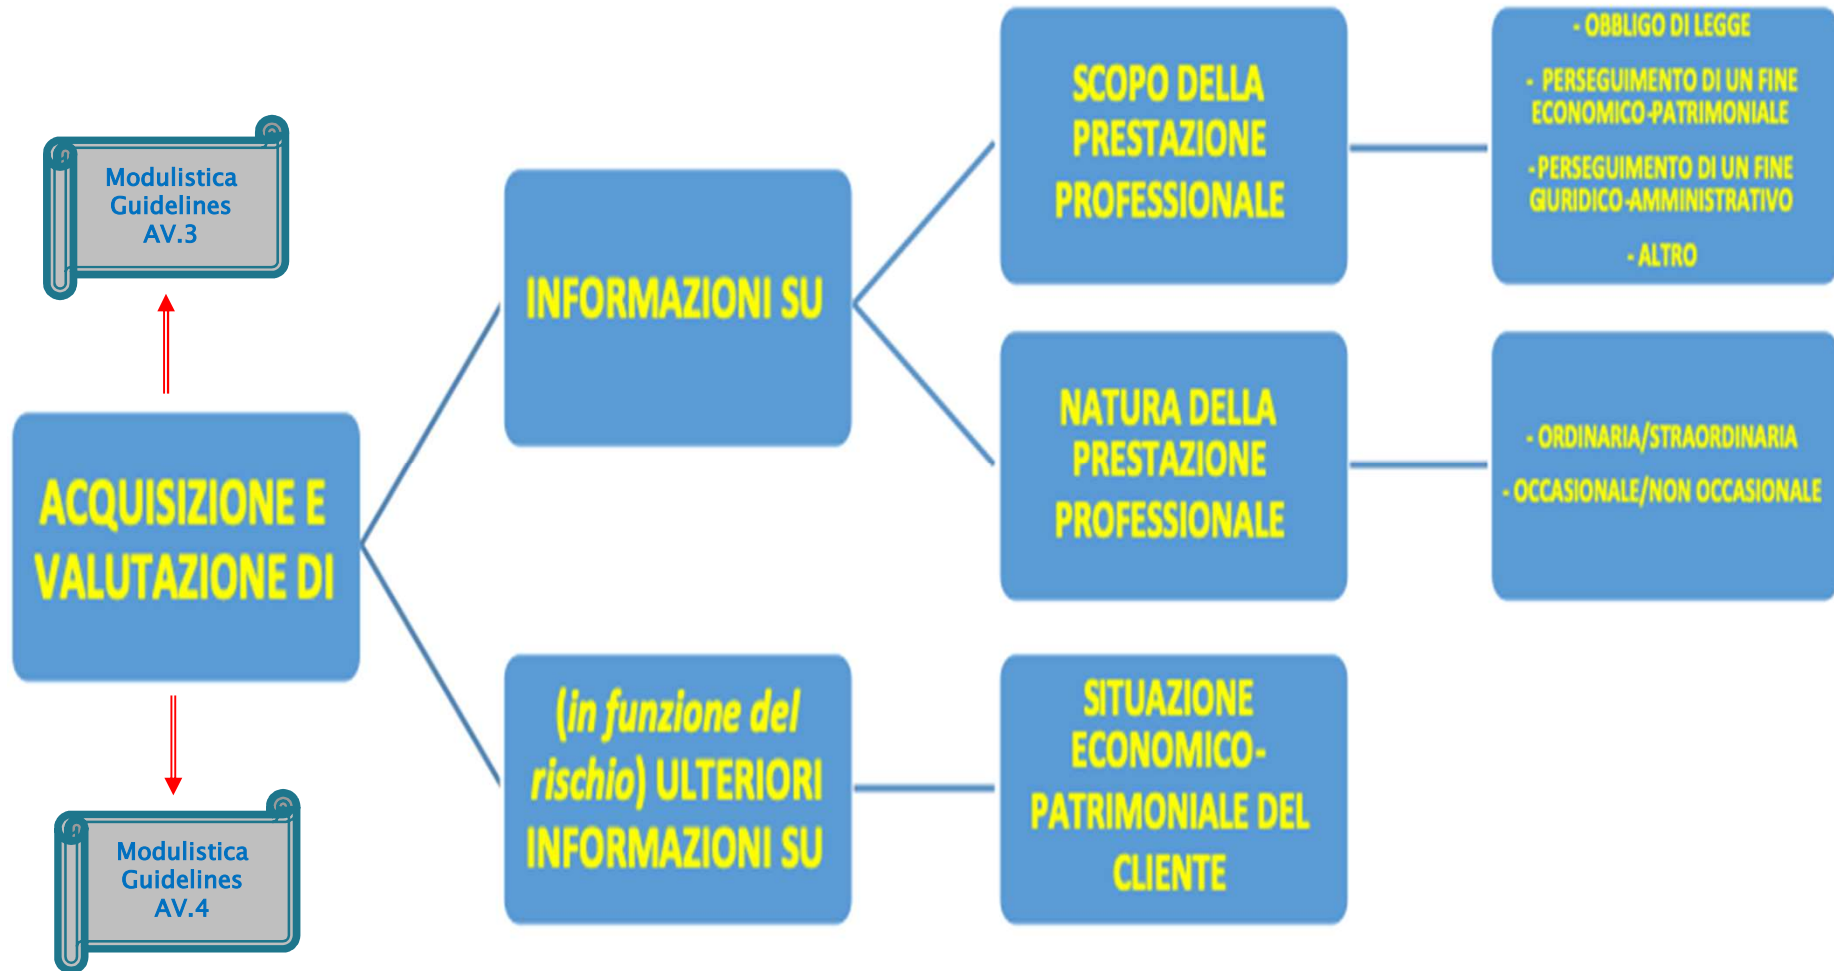 Modulistica
Guidelines
AV.3
ACQUISIZIONE E
VALUTAZIONE DI
Modulistica
Guidelines
AV.4
INFORMAZIONI SU
(in funzione del
rischio) ULTERIORI
INFORMAZIONI SU
SCOPO DELLA
PRESTAZIONE
PROFESSIONALE
- OBBLIGO DI LEGGE
- PERSEGUIMENTO DI UN FINE
ECONOMICO-PATRIMONIALE
- PERSEGUIMENTO DI UN FINE
GIURIDICO-AMMINISTRATIVO
- ALTRO
NATURA DELLA
PRESTAZIONE
PROFESSIONALE
- ORDINARIA/STRAORDINARIA
- OCCASIONALE/NON OCCASIONALE
SITUAZIONE
ECONOMICO-
PATRIMONIALE DEL
CLIENTE